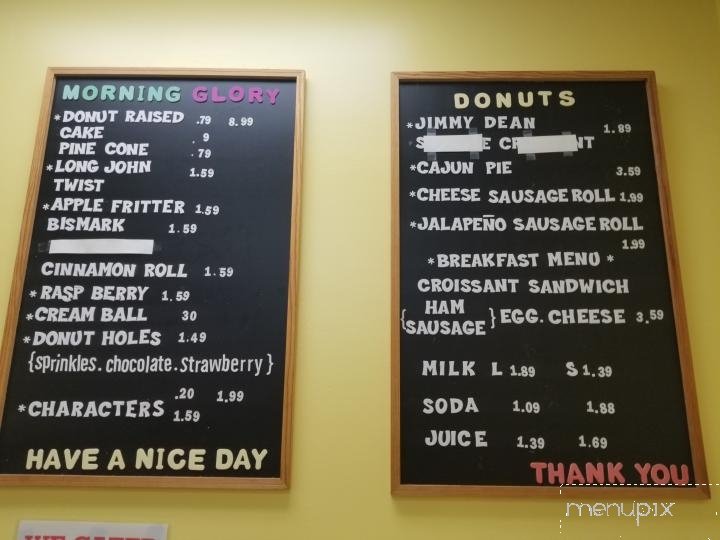 MORNING GLORY
*DONUT RAISED .79 8.99
CAKE .9
PINE CONE .79
*LONG JOHN 1.59
TWIST
*APPLE FRITTER 1.59
BISMARK 1.59
CINNAMON ROLL 1.59
*RASP BERRY 1.59
*CREAM BALL 30
*DONUT HOLES 1.49
{sprinkles.chocolate.strawberry}
.20 1.99
*CHARACTERS 1.59
HAVE A NICE DAY
DONUTS
*JIMMY DEAN 1.89
S E CR NT
*CAJUN PIE 3.59
*CHEESE SAUSAGE ROLL 1.99
*JALAPEÑO SAUSAGE ROLL
1.99
*BREAKFAST MENU*
CROISSANT SANDWICH
{HAM
SAUSAGE} EGG. CHEESE 3.59
MILK L 1.89 S 1.39
SODA 1.09 1.88
JUICE 1.39 1.69
THANK YOU
menupix